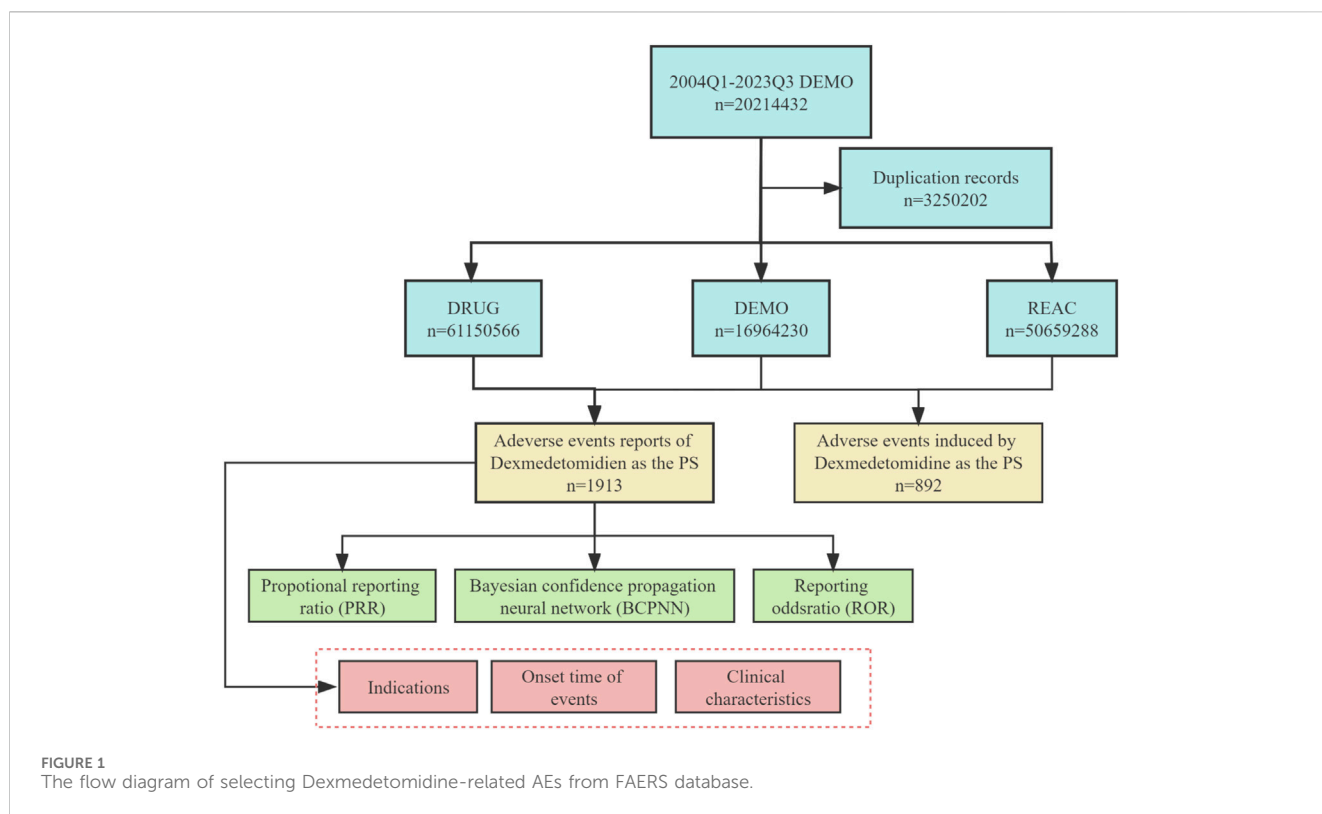 2004Q1-2023Q3 DEMO
n=20214432
Duplication records
n=3250202
DRUG
n=61150566
DEMO
n=16964230
REAC
n=50659288
Adeverse events reports of
Dexmedetomidien as the PS
n=1913
Adverse events induced by
Dexmedetomidine as the PS
n=892
Propotional reporting
ratio (PRR)
Bayesian confidence propagation
neural network (BCPNN)
Reporting
oddsratio (ROR)
Indications
Onset time of
events
Clinical
characteristics
FIGURE 1
The flow diagram of selecting Dexmedetomidine-related AEs from FAERS database.